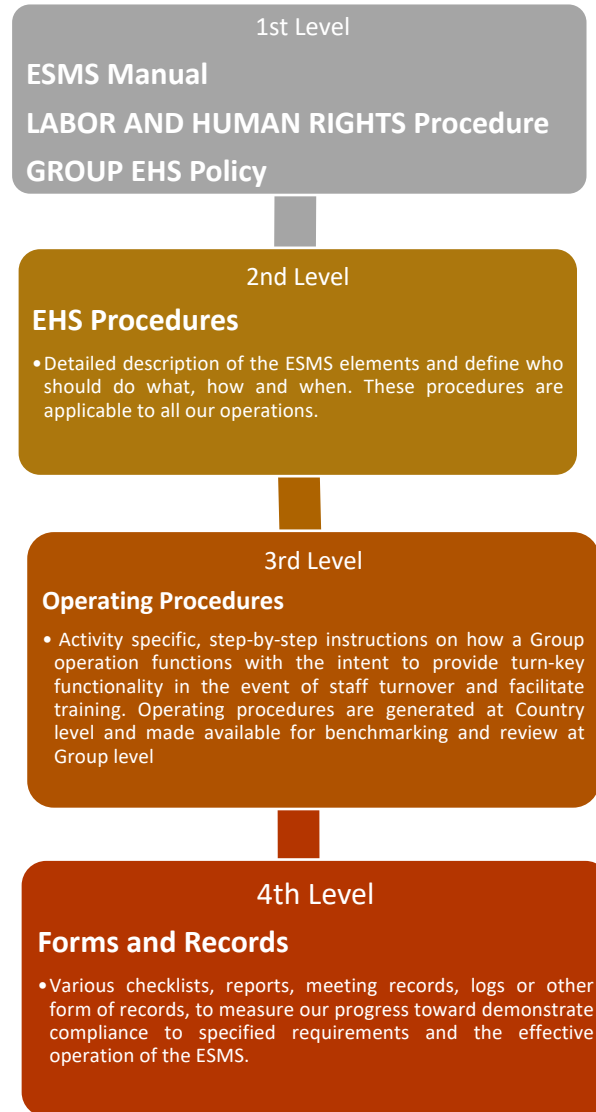 1st Level
ESMS Manual
LABOR AND HUMAN RIGHTS Procedure
GROUP EHS Policy
2nd Level
EHS Procedures
•Detailed description of the ESMS elements and define who
should do what, how and when. These procedures are
applicable to all our operations.
3rd Level
Operating Procedures
• Activity specific, step-by-step instructions on how a Group
operation functions with the intent to provide turn-key
functionality in the event of staff turnover and facilitate
training. Operating procedures are generated at Country
level and made available for benchmarking and review at
Group level
4th Level
Forms and Records
•Various checklists, reports, meeting records, logs or other
form of records, to measure our progress toward demonstrate
compliance to specified requirements and the effective
operation of the ESMS.